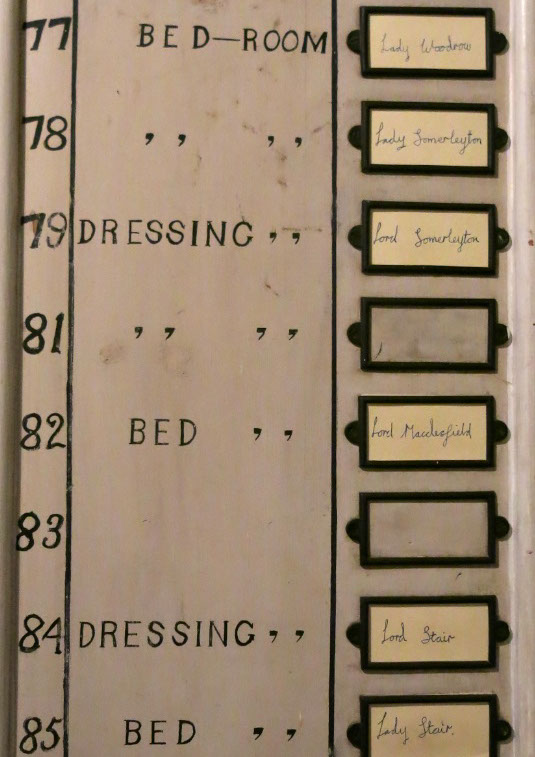 77 BED—ROOM Lady Woodrow
78 ,, ,, Lady Somerleyton
79 DRESSING ,, Lord Somerleyton
81 ,, ,,
82 BED ,, Lord Macclesfield
83
84 DRESSING ,, Lord Stair
85 BED ,, Lady Stair.